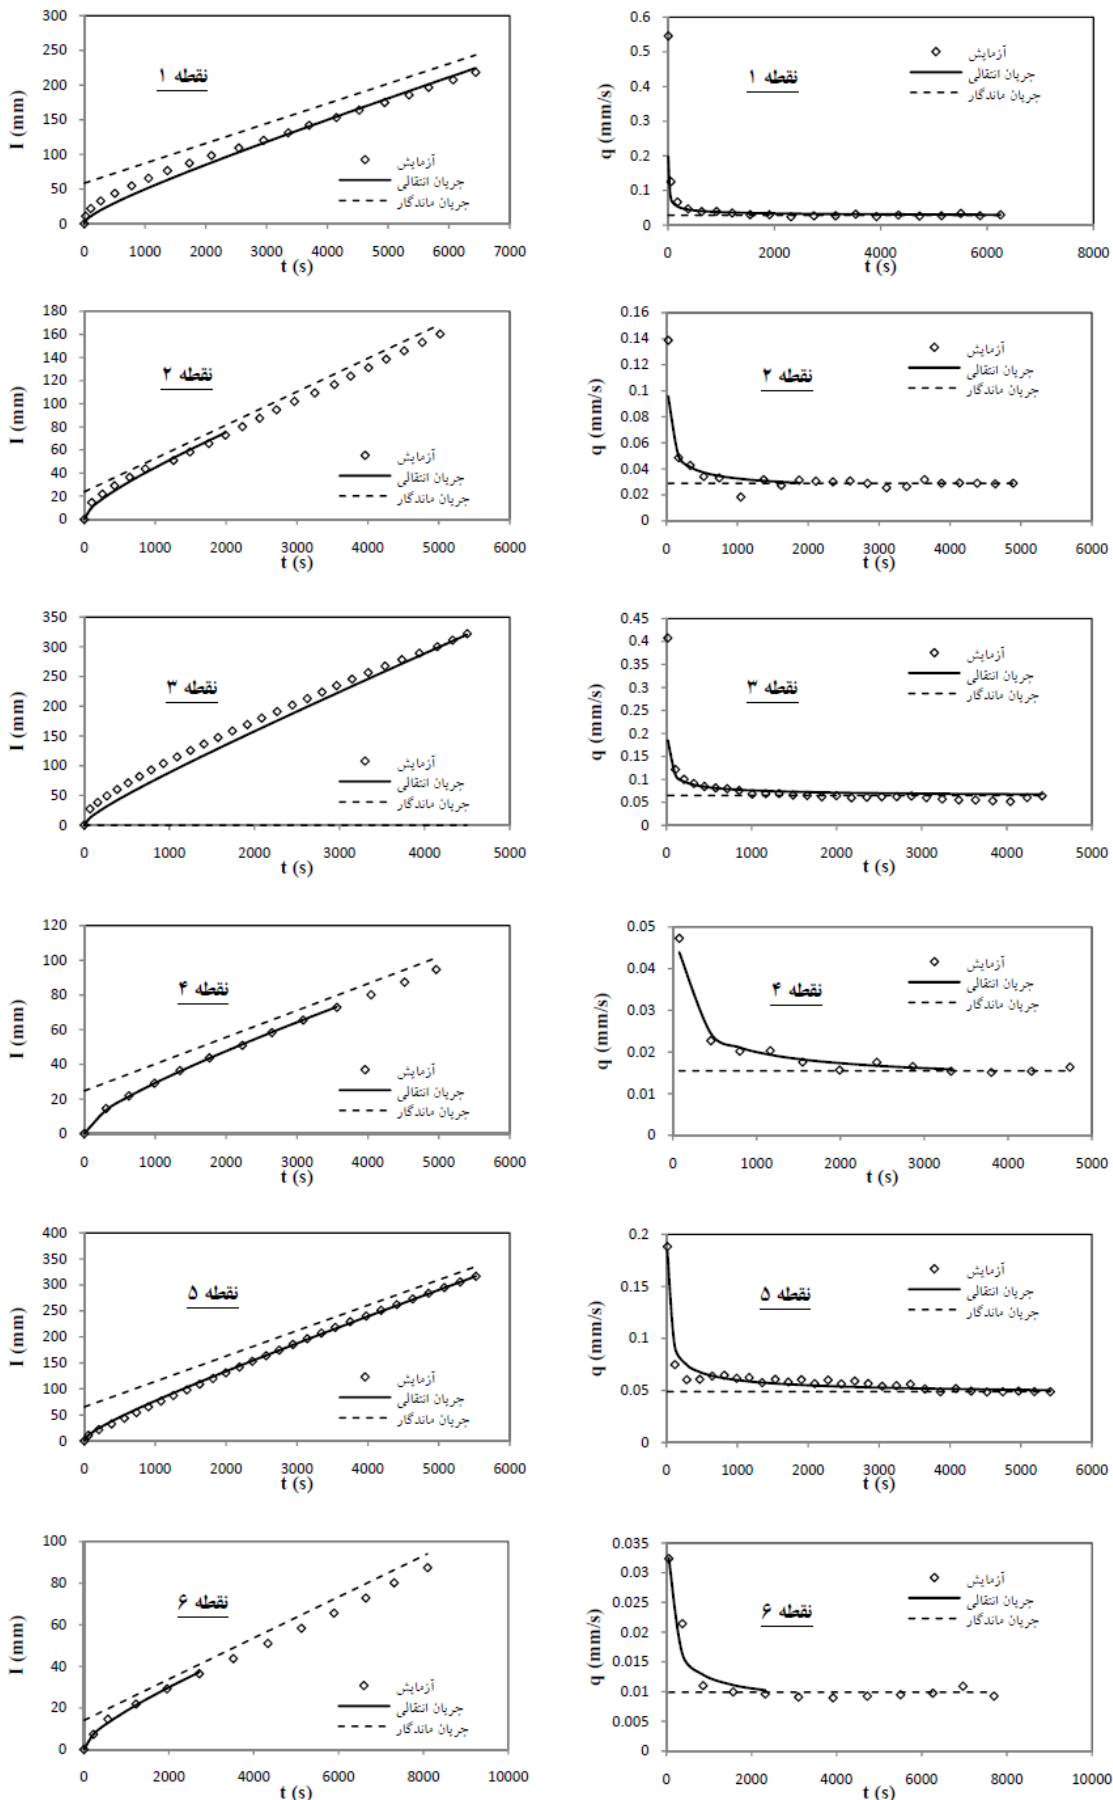 300
250
200
150
100
50
0
I (mm)
نقطه ۱
آزمایش
جریان انتقالی
جریان ماندگار
0 1000 2000 3000 4000 5000 6000 7000
t (s)
0.6
0.5
0.4
0.3
0.2
0.1
0
q (mm/s)
نقطه ۱
آزمایش
جریان انتقالی
جریان ماندگار
0 2000 4000 6000 8000
t (s)
180
160
140
120
100
80
60
40
20
0
I (mm)
نقطه ۲
آزمایش
جریان انتقالی
جریان ماندگار
0 1000 2000 3000 4000 5000 6000
t (s)
0.16
0.14
0.12
0.1
0.08
0.06
0.04
0.02
0
q (mm/s)
نقطه ۲
آزمایش
جریان انتقالی
جریان ماندگار
0 1000 2000 3000 4000 5000 6000
t (s)
350
300
250
200
150
100
50
0
I (mm)
نقطه ۳
آزمایش
جریان انتقالی
جریان ماندگار
0 1000 2000 3000 4000 5000
t (s)
0.45
0.4
0.35
0.3
0.25
0.2
0.15
0.1
0.05
0
q (mm/s)
نقطه ۳
آزمایش
جریان انتقالی
جریان ماندگار
0 1000 2000 3000 4000 5000
t (s)
120
100
80
60
40
20
0
I (mm)
نقطه ۴
آزمایش
جریان انتقالی
جریان ماندگار
0 1000 2000 3000 4000 5000 6000
t (s)
0.05
0.04
0.03
0.02
0.01
0
q (mm/s)
نقطه ۴
آزمایش
جریان انتقالی
جریان ماندگار
0 1000 2000 3000 4000 5000
t (s)
400
350
300
250
200
150
100
50
0
I (mm)
نقطه ۵
آزمایش
جریان انتقالی
جریان ماندگار
0 1000 2000 3000 4000 5000 6000
t (s)
0.2
0.15
0.1
0.05
0
q (mm/s)
نقطه ۵
آزمایش
جریان انتقالی
جریان ماندگار
0 1000 2000 3000 4000 5000 6000
t (s)
100
80
60
40
20
0
I (mm)
نقطه ۶
آزمایش
جریان انتقالی
جریان ماندگار
0 2000 4000 6000 8000 10000
t (s)
0.035
0.03
0.025
0.02
0.015
0.01
0.005
0
q (mm/s)
نقطه ۶
آزمایش
جریان انتقالی
جریان ماندگار
0 2000 4000 6000 8000 10000
t (s)